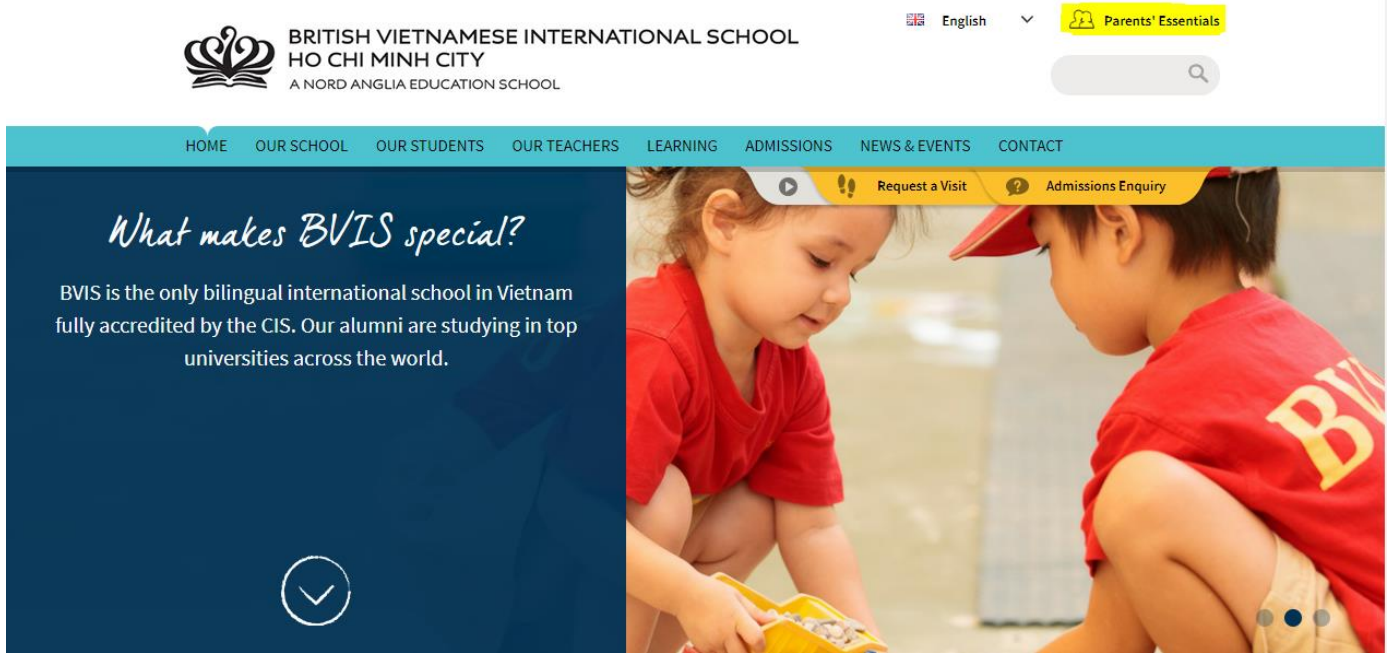 English
Parents' Essentials
BRITISH VIETNAMESE INTERNATIONAL SCHOOL
HO CHI MINH CITY
A NORD ANGLIA EDUCATION SCHOOL
HOME OUR SCHOOL OUR STUDENTS OUR TEACHERS LEARNING ADMISSIONS NEWS & EVENTS CONTACT
Request a Visit
Admissions Enquiry
What makes BVIS special?
BVIS is the only bilingual international school in Vietnam
fully accredited by the CIS. Our alumni are studying in top
universities across the world.